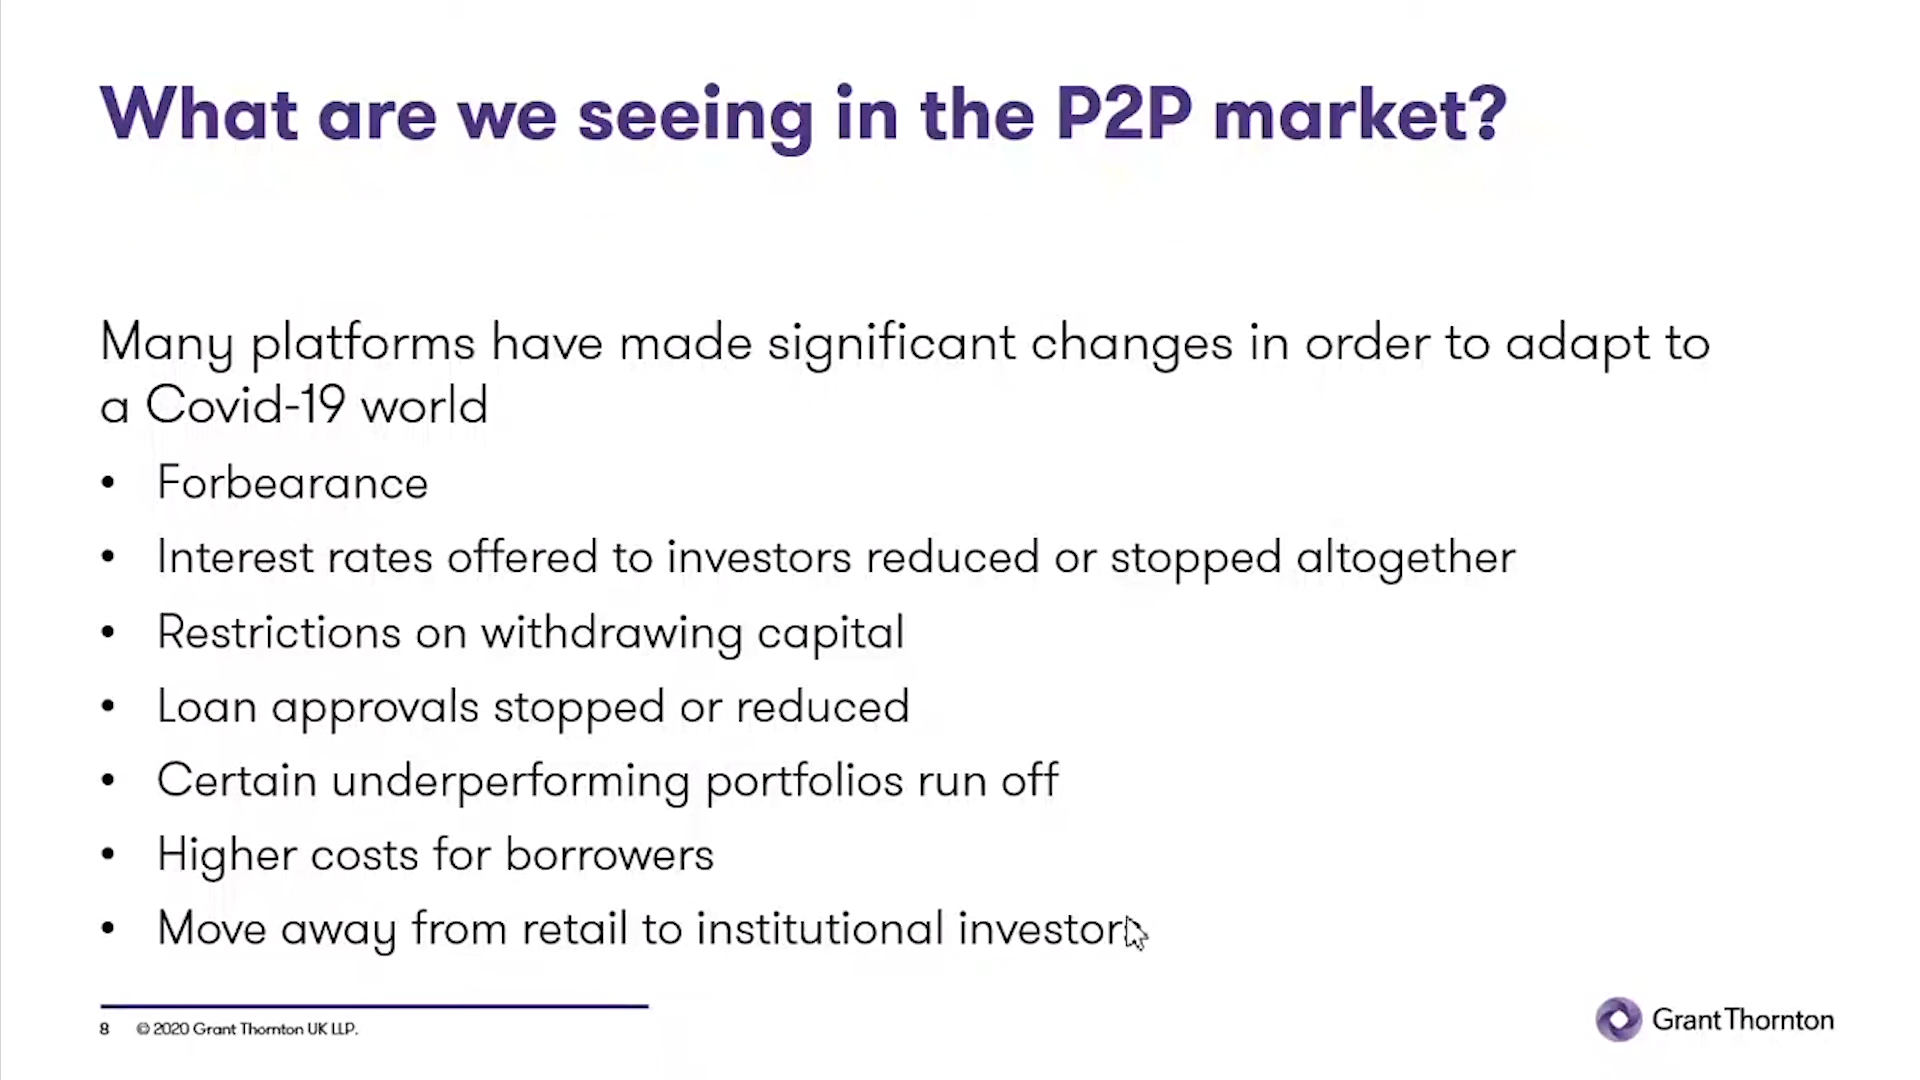 What are we seeing in the P2P market?
Many platforms have made significant changes in order to adapt to
a Covid-19 world
• Forbearance
• Interest rates offered to investors reduced or stopped altogether
• Restrictions on withdrawing capital
• Loan approvals stopped or reduced
• Certain underperforming portfolios run off
• Higher costs for borrowers
• Move away from retail to institutional investors
8 © 2020 Grant Thornton UK LLP.
Grant Thornton